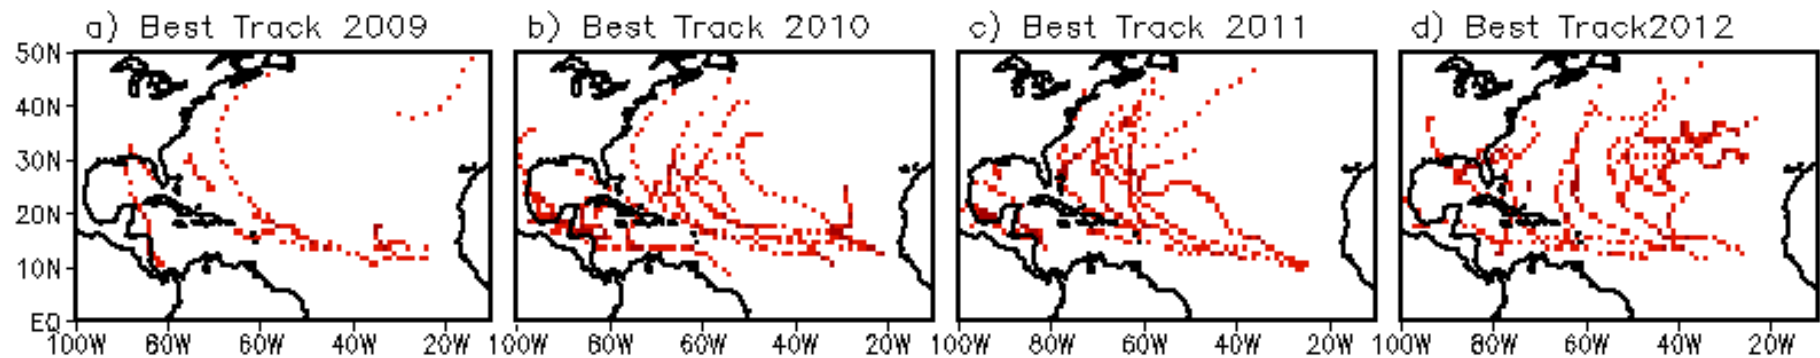 a) Best Track 2009 b) Best Track 2010 c) Best Track 2011 d) Best Track2012
50N
40N
30N
20N
10N
EQ
100W 80W 60W 40W 20W 100W 80W 60W 40W 20W 100W 80W 60W 40W 20W 100W 80W 60W 40W 20W